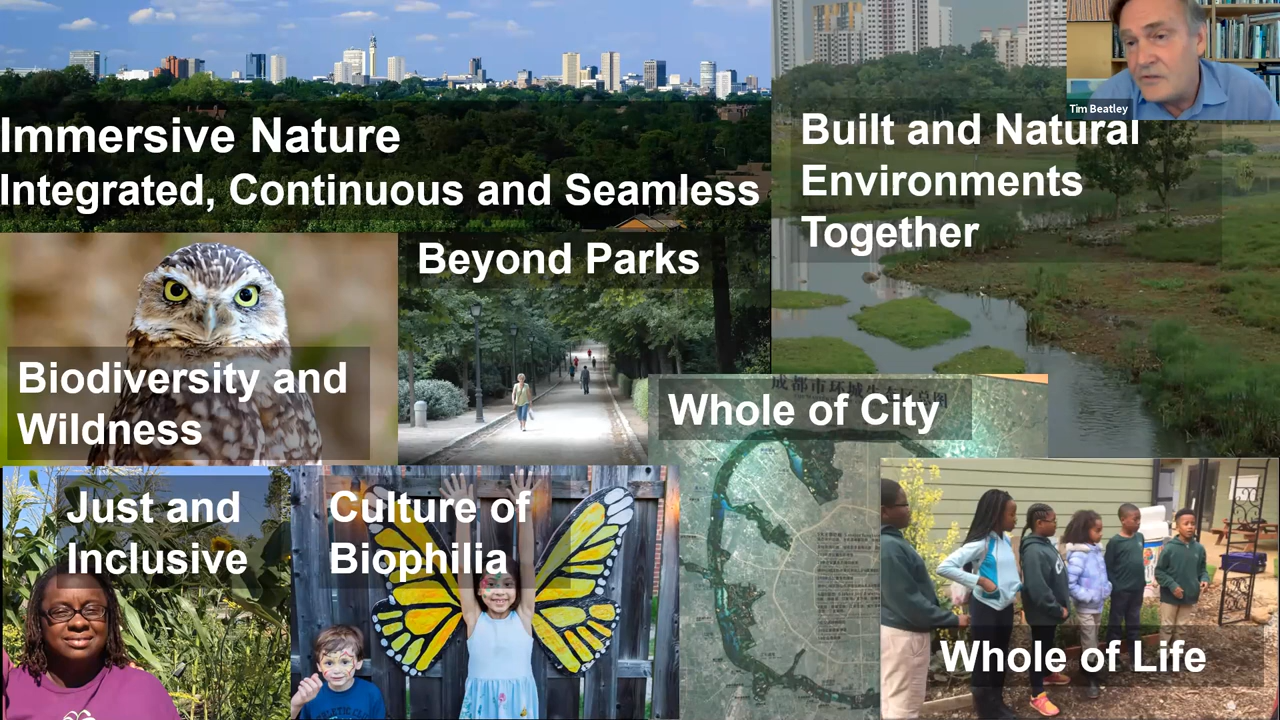 Immersive Nature
Integrated, Continuous and Seamless
Built and Natural
Environments
Together
Tim Beatley
Beyond Parks
Biodiversity and
Wildness
Whole of City
Just and
Inclusive
Culture of
Biophilia
Whole of Life